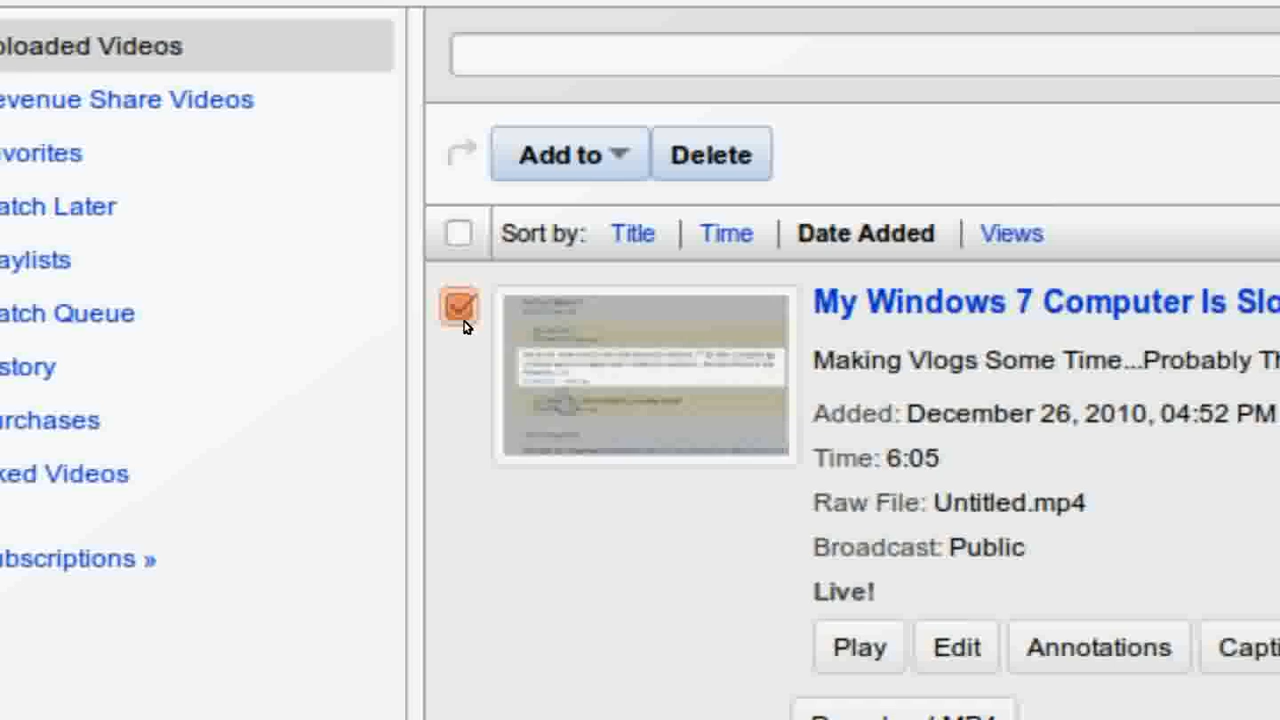 ploaded Videos
evenue Share Videos
vorites
atch Later
aylists
atch Queue
story
urchases
ked Videos
ubscriptions »
Add to
Delete
Sort by: Title | Time | Date Added | Views
My Windows 7 Computer Is Slo
Making Vlogs Some Time...Probably Th
Added: December 26, 2010, 04:52 PM
Time: 6:05
Raw File: Untitled.mp4
Broadcast: Public
Live!
Play
Edit
Annotations
Capti